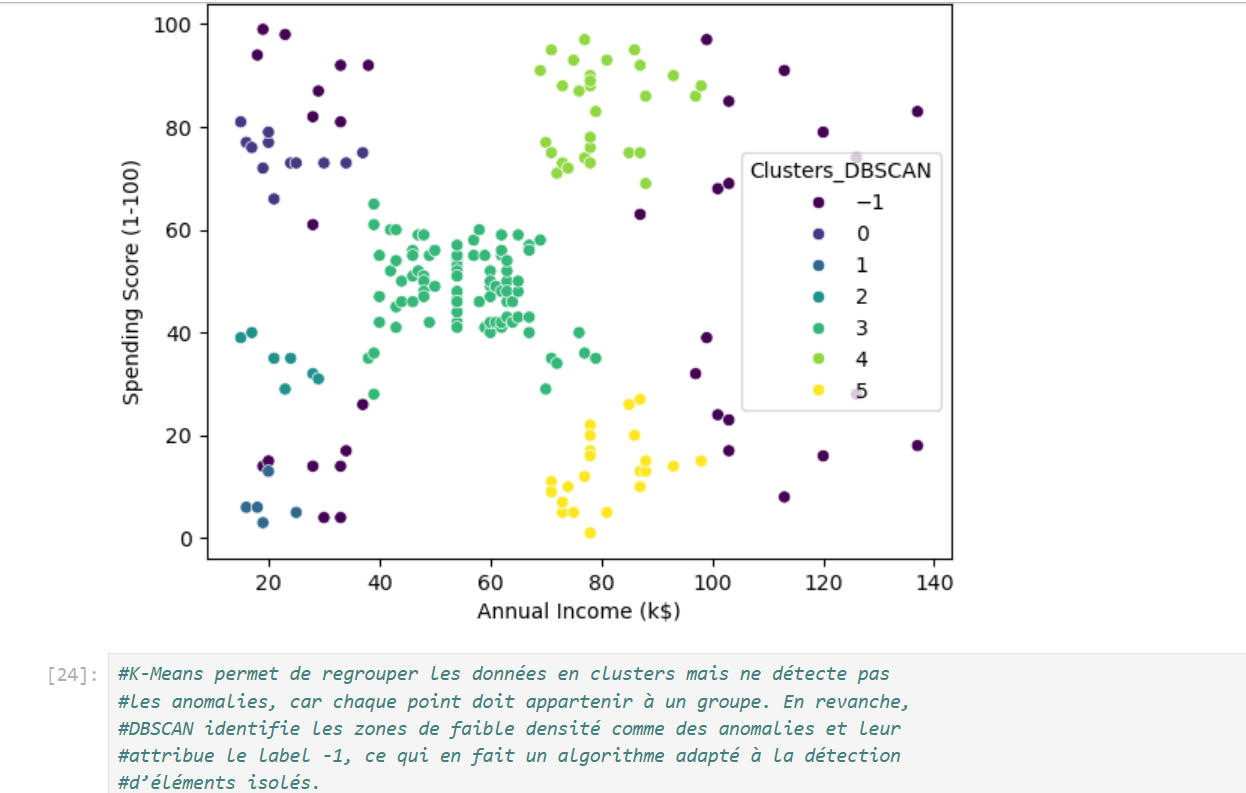 100
80
60
40
20
0
Spending Score (1-100)
Clusters_DBSCAN
−1
0
1
2
3
4
5
20 40 60 80 100 120 140
Annual Income (k$)
[24]: #K-Means permet de regrouper les données en clusters mais ne détecte pas
#les anomalies, car chaque point doit appartenir à un groupe. En revanche,
#DBSCAN identifie les zones de faible densité comme des anomalies et leur
#attribue le label -1, ce qui en fait un algorithme adapté à la détection
#d’éléments isolés.